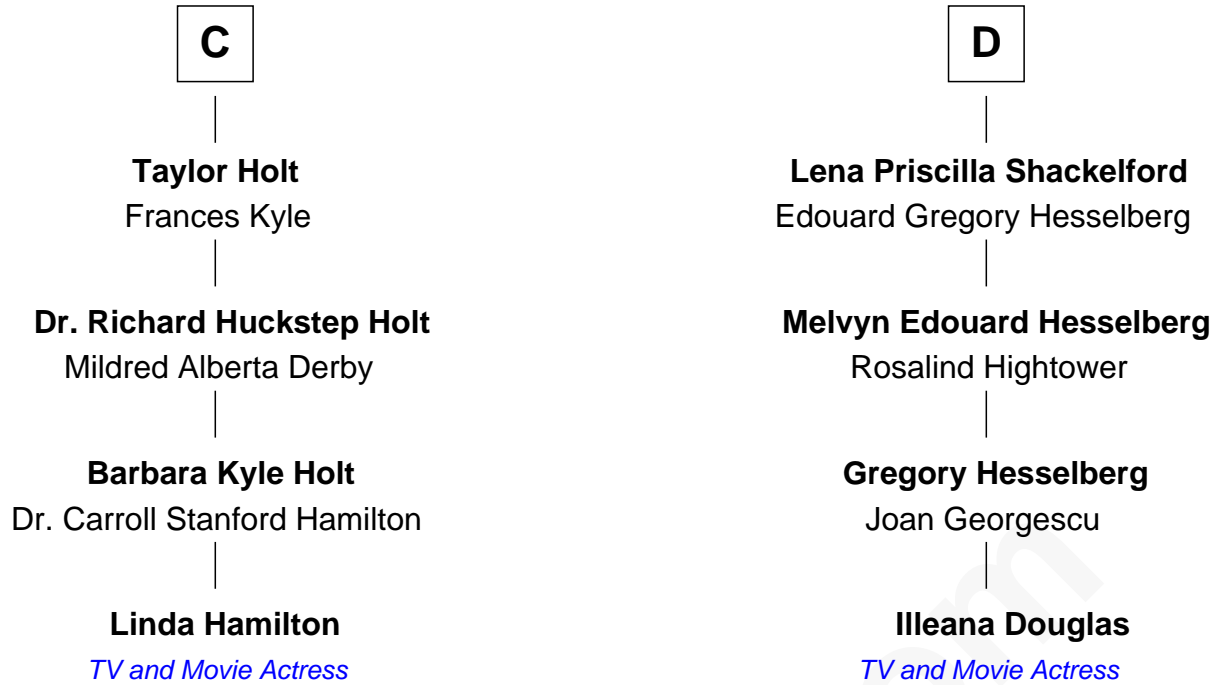 C
Taylor Holt
Frances Kyle
Dr. Richard Huckstep Holt
Mildred Alberta Derby
Barbara Kyle Holt
Dr. Carroll Stanford Hamilton
Linda Hamilton
TV and Movie Actress
D
Lena Priscilla Shackelford
Edouard Gregory Hesselberg
Melvyn Edouard Hesselberg
Rosalind Hightower
Gregory Hesselberg
Joan Georgescu
Illeana Douglas
TV and Movie Actress